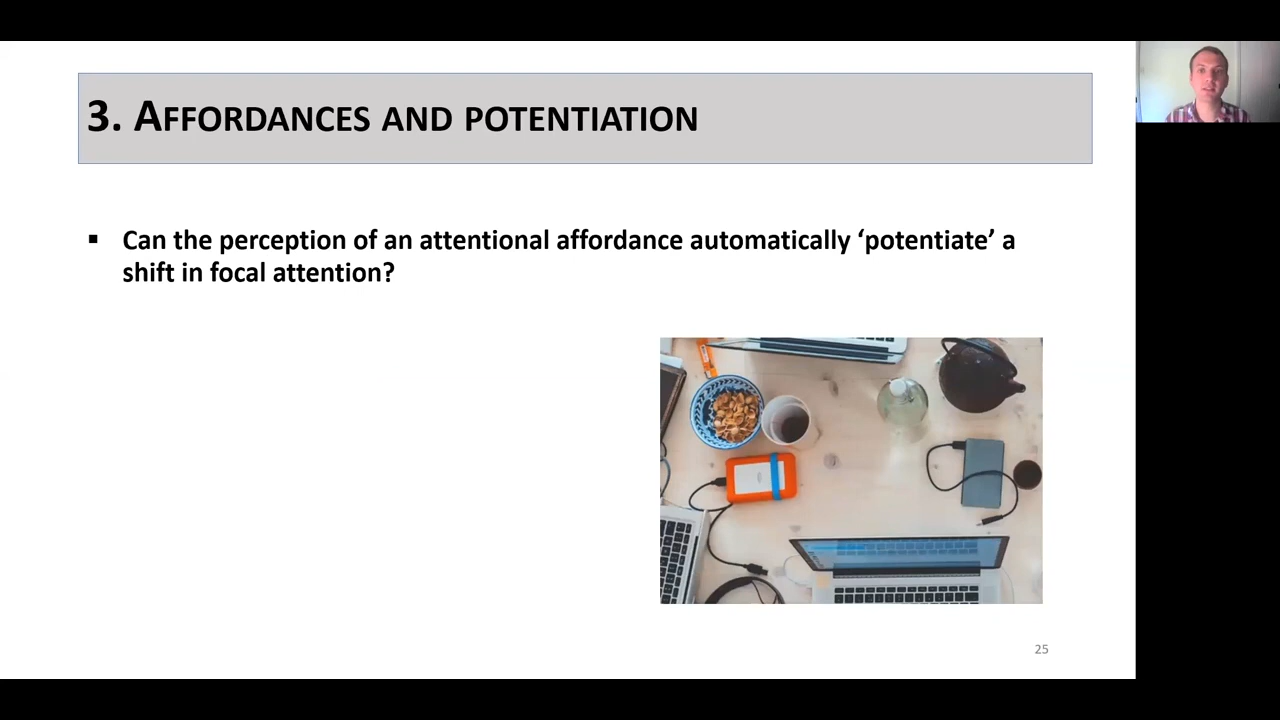 3. AFFORDANCES AND POTENTIATION
▪ Can the perception of an attentional affordance automatically ‘potentiate’ a
shift in focal attention?
25